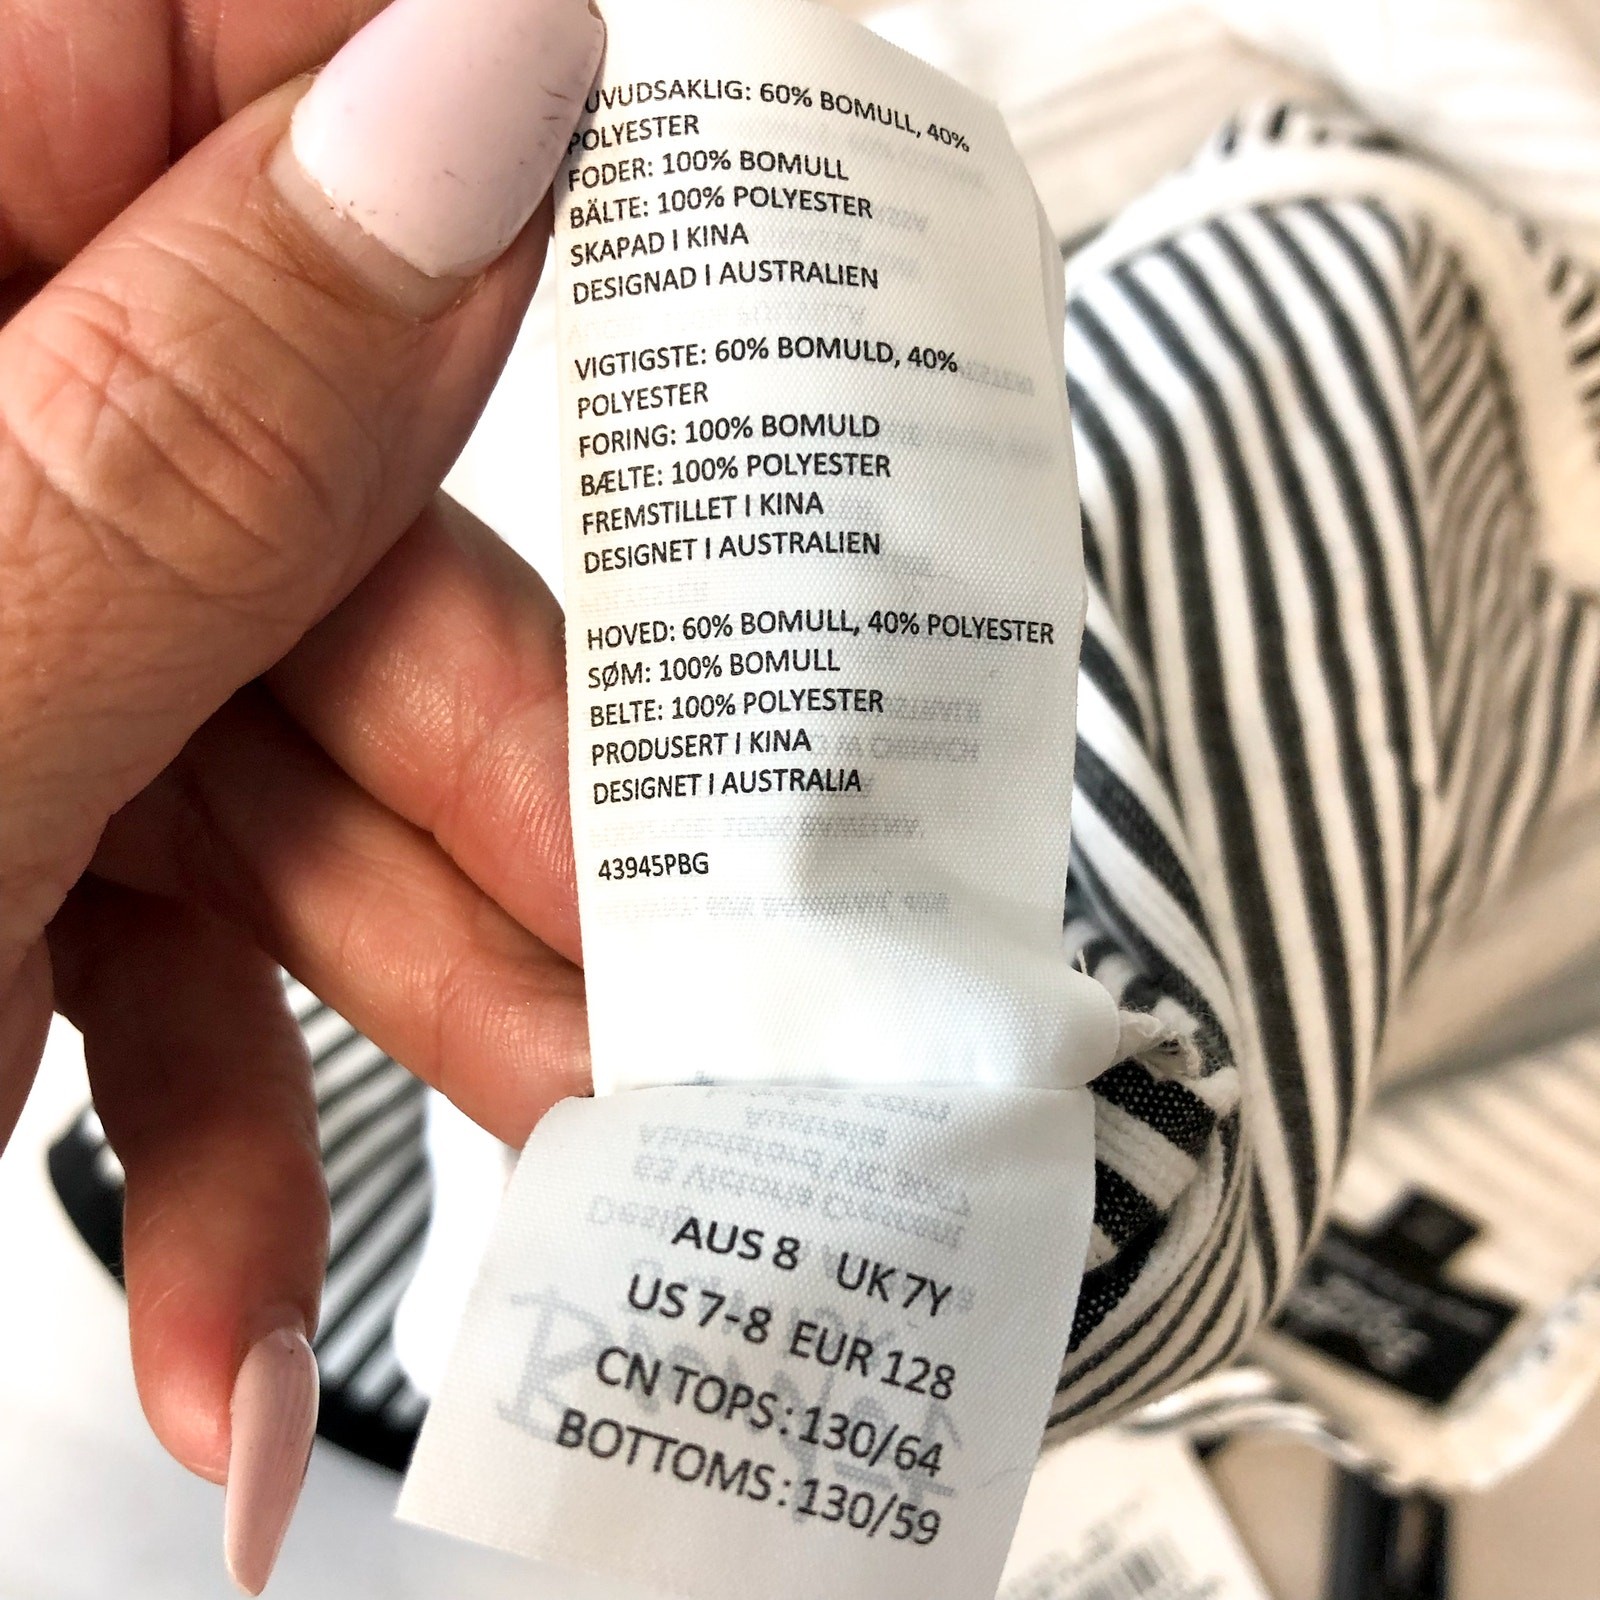 UVUDSAKLIG: 60% BOMULL, 40%
POLYESTER
FODER: 100% BOMULL
BÄLTE: 100% POLYESTER
SKAPAD I KINA
DESIGNAD I AUSTRALIEN
VIGTIGSTE: 60% BOMULD, 40%
POLYESTER
FORING: 100% BOMULD
BÆLTE: 100% POLYESTER
FREMSTILLET I KINA
DESIGNET I AUSTRALIEN
HOVED: 60% BOMULL, 40% POLYESTER
SØM: 100% BOMULL
BELTE: 100% POLYESTER
PRODUSERT I KINA
DESIGNET I AUSTRALIA
43945PBG
AUS 8 UK 7Y
US 7-8 EUR 128
CN TOPS: 130/64
BOTTOMS: 130/59